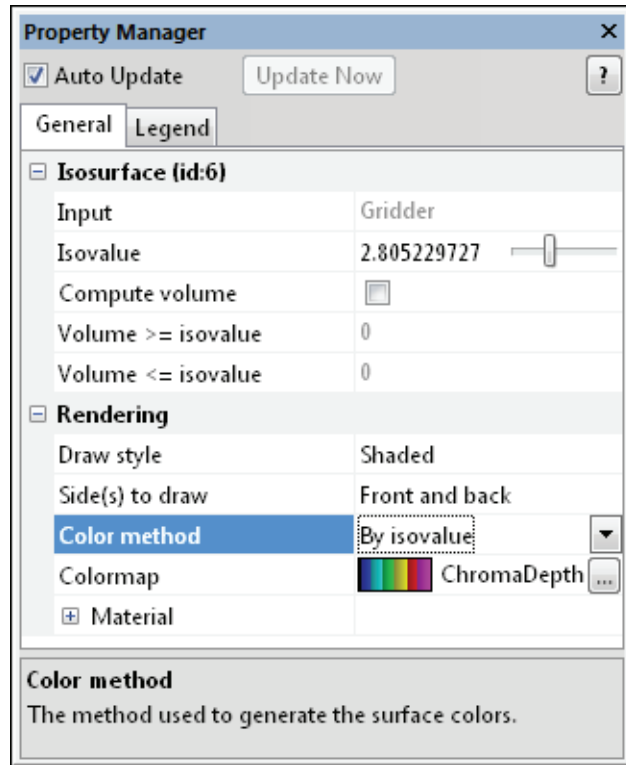 Property Manager
Auto Update Update Now ?
General Legend
Isosurface (id:6)
Input Gridder
Isovalue 2.805229727
Compute volume
Volume >= isovalue 0
Volume <= isovalue 0
Rendering
Draw style Shaded
Side(s) to draw Front and back
Color method By isovalue
Colormap ChromaDepth ...
Material
Color method
The method used to generate the surface colors.